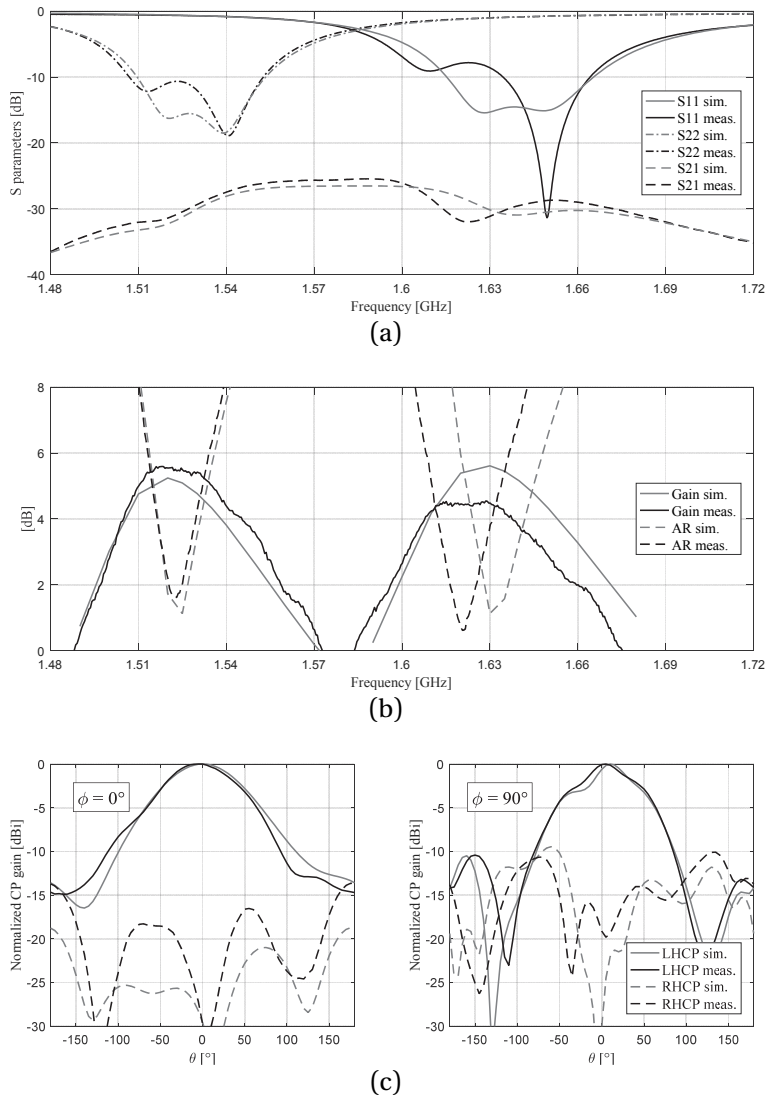 0
-10
-20
-30
-40
S parameters [dB]
S11 sim.
S11 meas.
S22 sim.
S22 meas.
S21 sim.
S21 meas.
1.48 1.51 1.54 1.57 1.6 1.63 1.66 1.69 1.72
Frequency [GHz]
(a)
8
6
4
2
0
[dB]
Gain sim.
Gain meas.
AR sim.
AR meas.
1.48 1.51 1.54 1.57 1.6 1.63 1.66 1.69 1.72
Frequency [GHz]
(b)
0
-5
-10
-15
-20
-25
-30
Normalized CP gain [dBi]
ϕ = 0°
-150 -100 -50 0 50 100 150
θ [°]
0
-5
-10
-15
-20
-25
-30
Normalized CP gain [dBi]
ϕ = 90°
LHCP sim.
LHCP meas.
RHCP sim.
RHCP meas.
-150 -100 -50 0 50 100 150
θ [°]
(c)